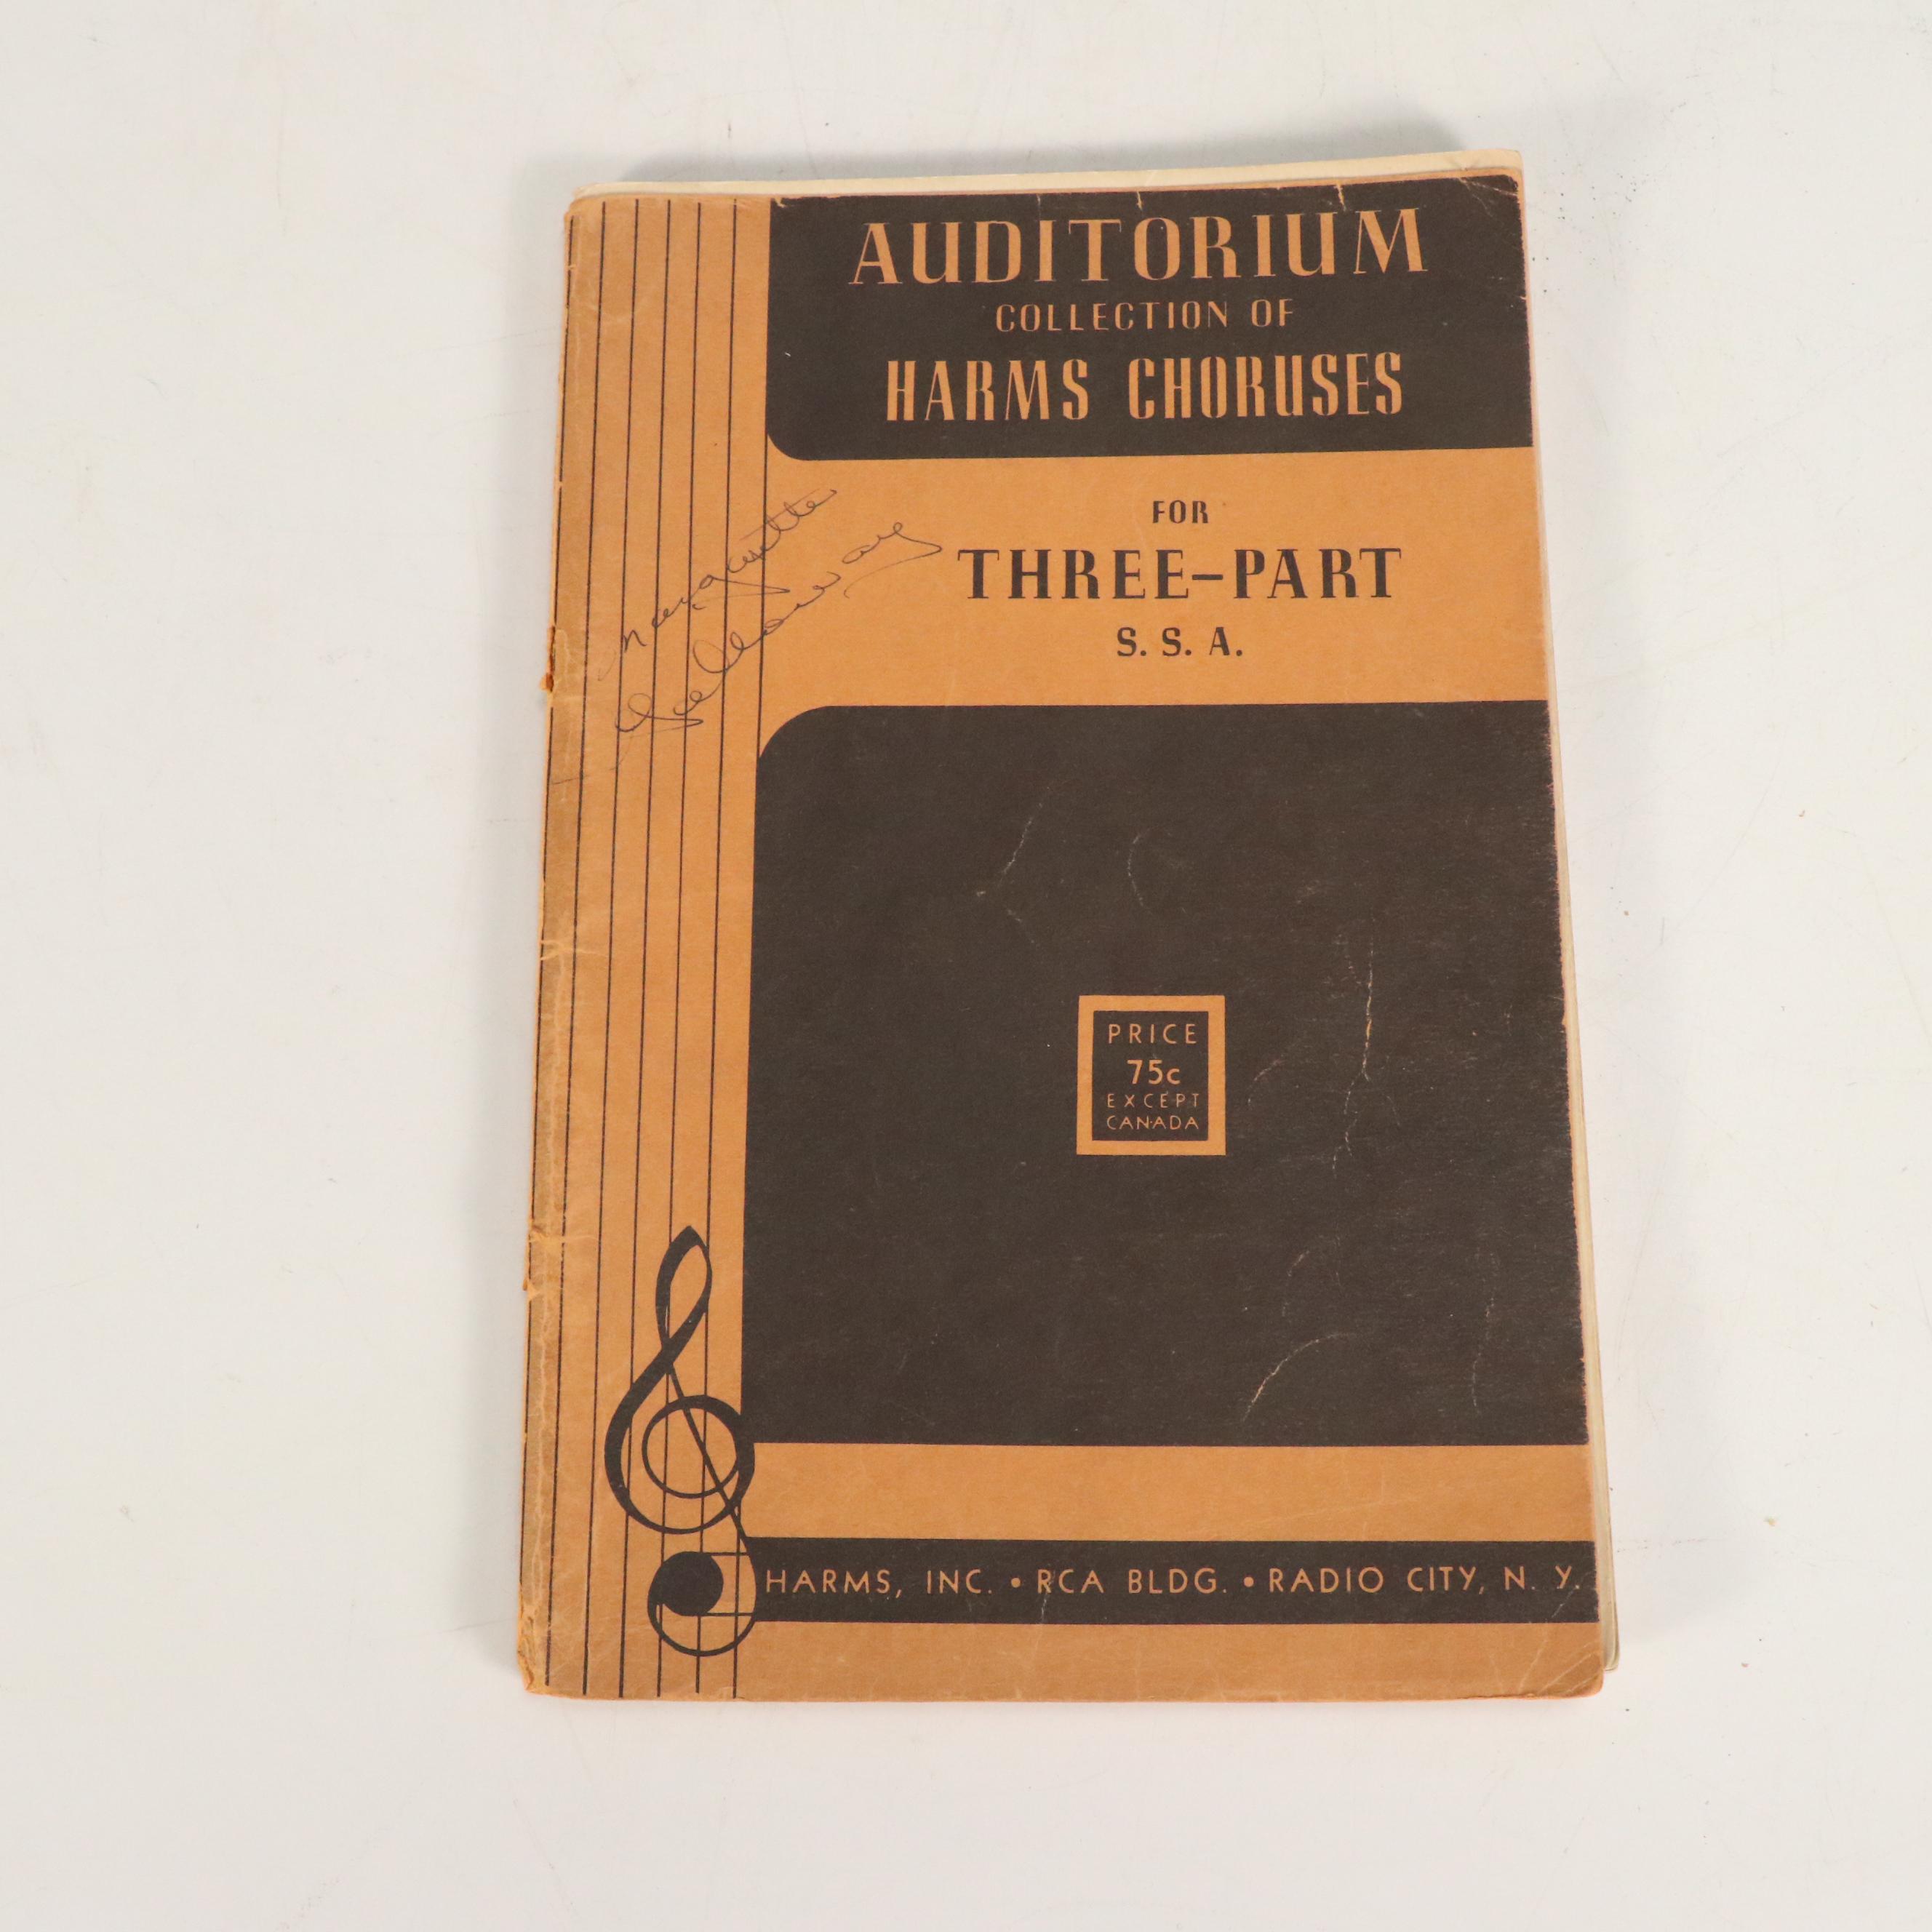 AUDITORIUM
COLLECTION OF
HARMS CHORUSES
FOR
THREE-PART
S. S. A.
PRICE
75c
EXCEPT
CANADA
HARMS, INC. • RCA BLDG. • RADIO CITY, N. Y.